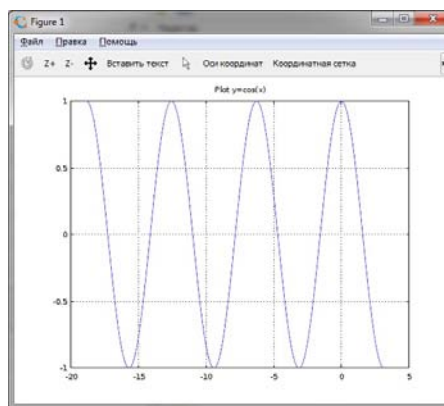 Figure 1
Файл Правка Помощь
Z+ Z- Вставить текст Оси координат Координатная сетка
Plot y=cos(x)
1
0.5
0
-0.5
-1
-20 -15 -10 -5 0 5